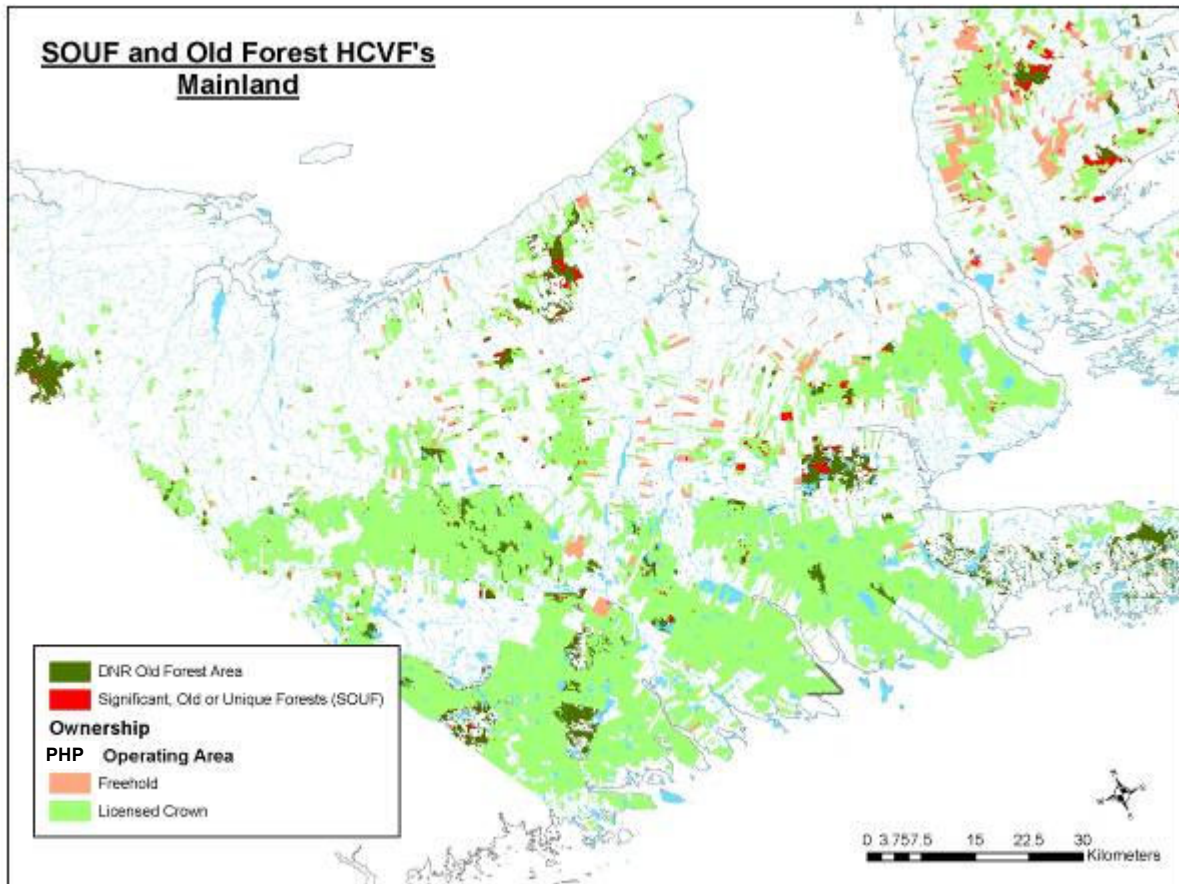 SOUF and Old Forest HCVF's
Mainland
DNR Old Forest Area
Significant, Old or Unique Forests (SOUF)
Ownership
PHP Operating Area
Freehold
Licensed Crown
0 3.757.5 15 22.5 30
Kilometers